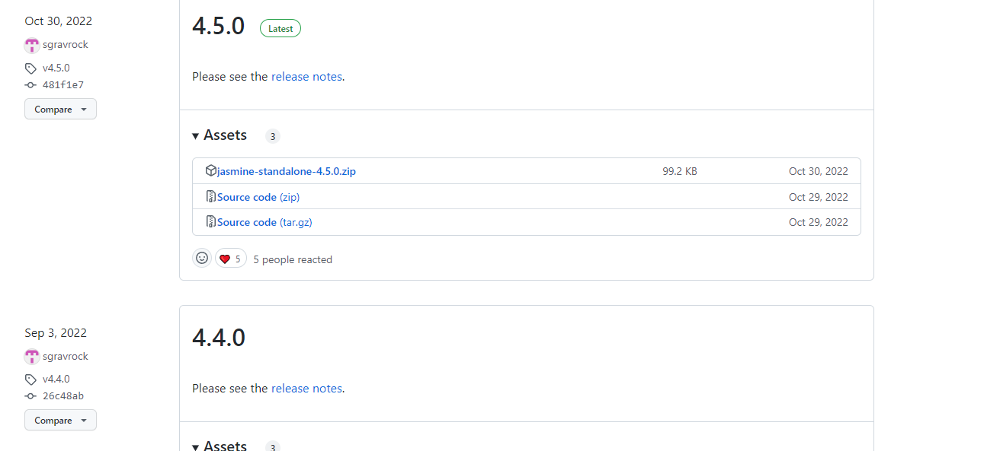 Oct 30, 2022
sgravrock
v4.5.0
481f1e7
Compare
4.5.0 Latest
Please see the release notes.
Assets 3
jasmine-standalone-4.5.0.zip 99.2 KB Oct 30, 2022
Source code (zip) Oct 29, 2022
Source code (tar.gz) Oct 29, 2022
5 5 people reacted
Sep 3, 2022
sgravrock
v4.4.0
26c48ab
Compare
4.4.0
Please see the release notes.
Assets 3